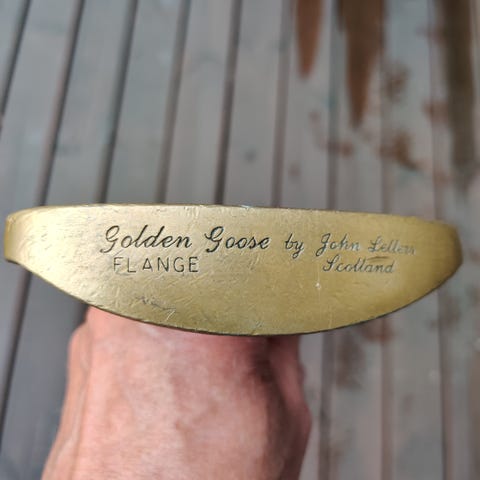 Golden Goose by John Letters
FLANGE Scotland